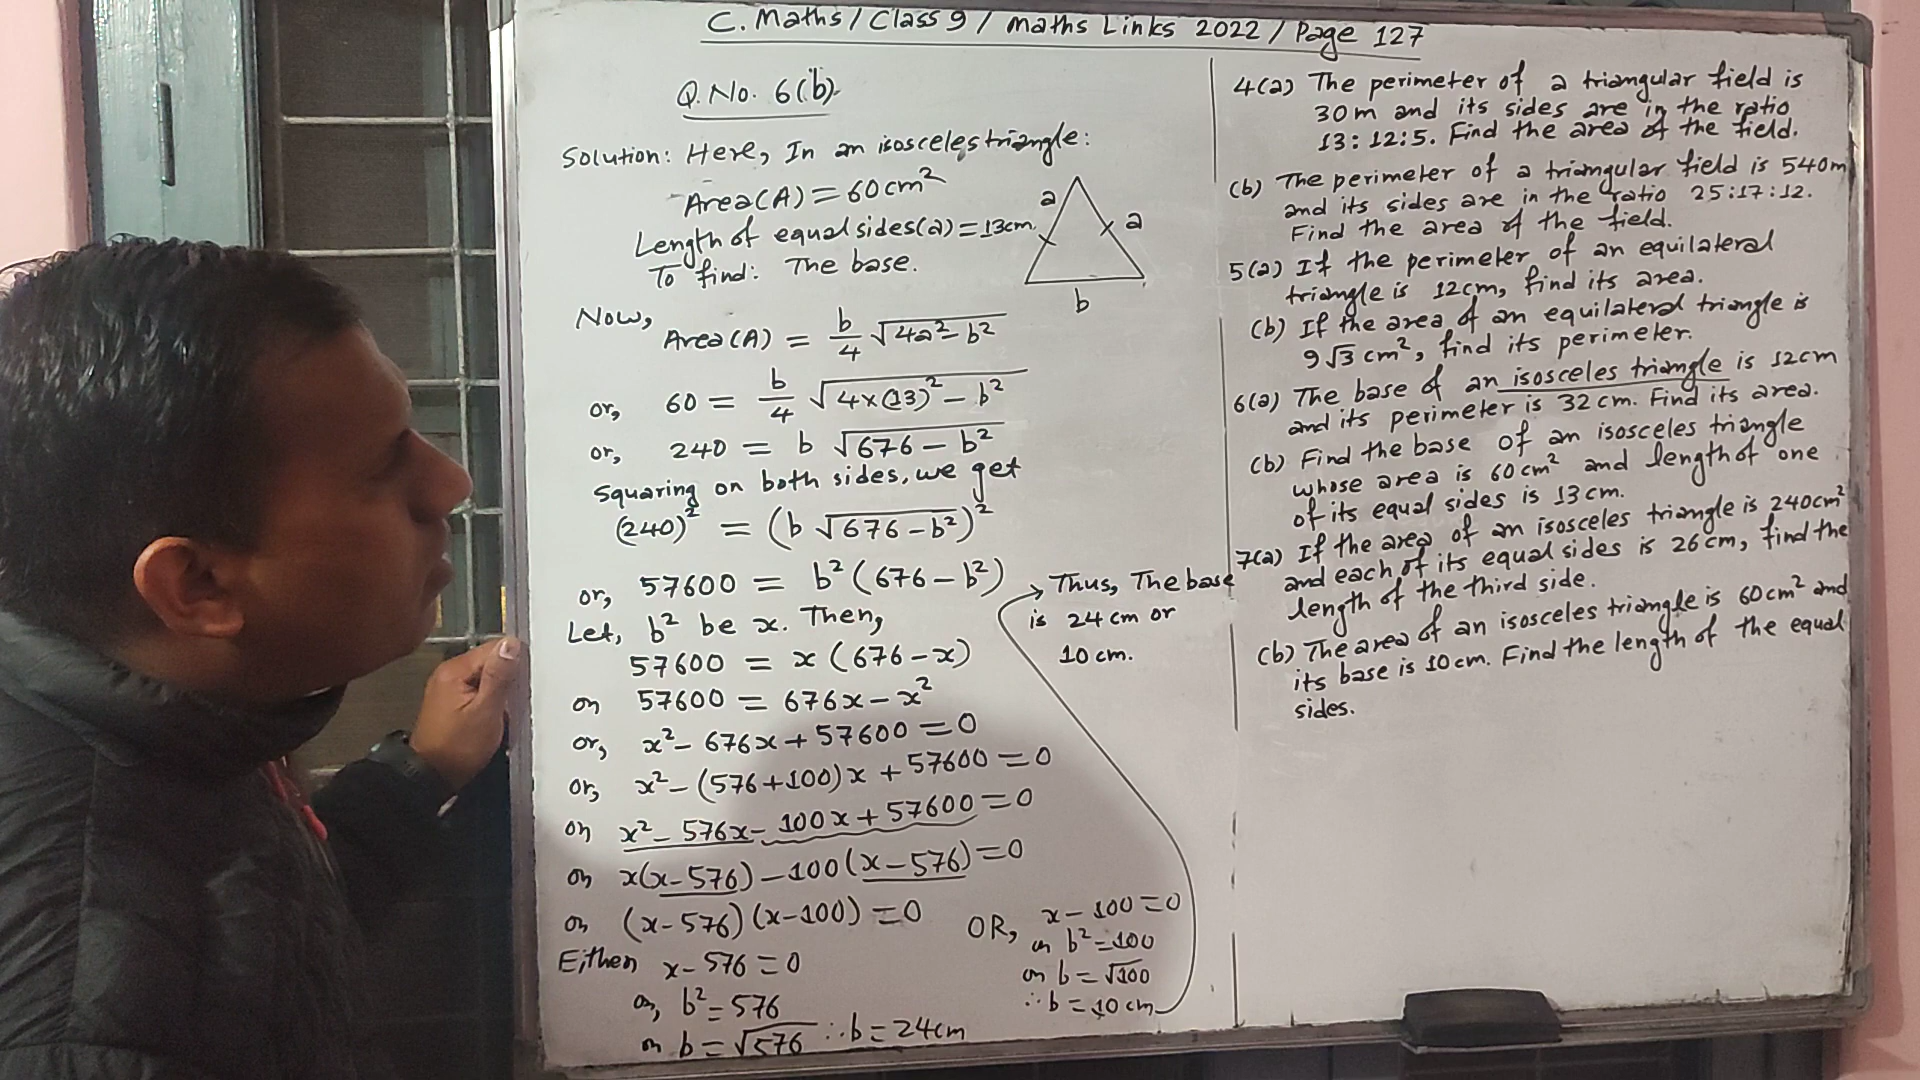 C. Maths / Class 9 / Maths Links 2022 / Page 127
Q. No. 6(b).
Solution: Here, In an isosceles triangle:
Area(A) = 60 cm²
Length of equal sides(a) = 13cm.
To find: The base.
a
a
b
Now,
Area(A) = b/4 √(4a² - b²)
or, 60 = b/4 √(4×(13)² - b²)
or, 240 = b √(676 - b²)
Squaring on both sides, we get
(240)² = (b √(676 - b²))²
or, 57600 = b² (676 - b²)
Let, b² be x. Then,
57600 = x (676 - x)
or 57600 = 676x - x²
or, x² - 676x + 57600 = 0
or, x² - (576+100)x + 57600 = 0
or x² - 576x - 100x + 57600 = 0
or x(x - 576) - 100(x - 576) = 0
or (x - 576) (x - 100) = 0
Either x - 576 = 0
or, b² = 576
or b = √576 ∴ b = 24cm
OR, x - 100 = 0
or b² = 100
or b = √100
∴ b = 10 cm
Thus, The base
is 24 cm or
10 cm.
4(a) The perimeter of a triangular field is
30m and its sides are in the ratio
13:12:5. Find the area of the field.
(b) The perimeter of a triangular field is 540m
and its sides are in the ratio 25:17:12.
Find the area of the field.
5(a) If the perimeter of an equilateral
triangle is 12cm, find its area.
(b) If the area of an equilateral triangle is
9√3 cm², find its perimeter.
6(a) The base of an isosceles triangle is 12cm
and its perimeter is 32cm. Find its area.
(b) Find the base of an isosceles triangle
whose area is 60cm² and length of one
of its equal sides is 13cm.
7(a) If the area of an isosceles triangle is 240cm²
and each of its equal sides is 26cm, find the
length of the third side.
(b) The area of an isosceles triangle is 60cm² and
its base is 10cm. Find the length of the equal
sides.